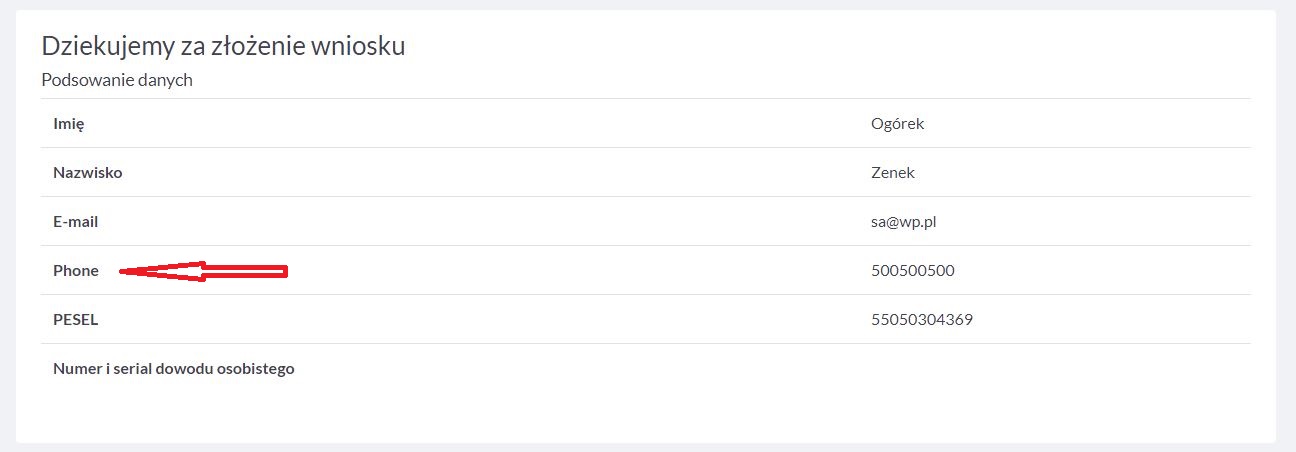 Dziekujemy za złożenie wniosku
Podsowanie danych
Imię Ogórek
Nazwisko Zenek
E-mail sa@wp.pl
Phone 500500500
PESEL 55050304369
Numer i serial dowodu osobistego